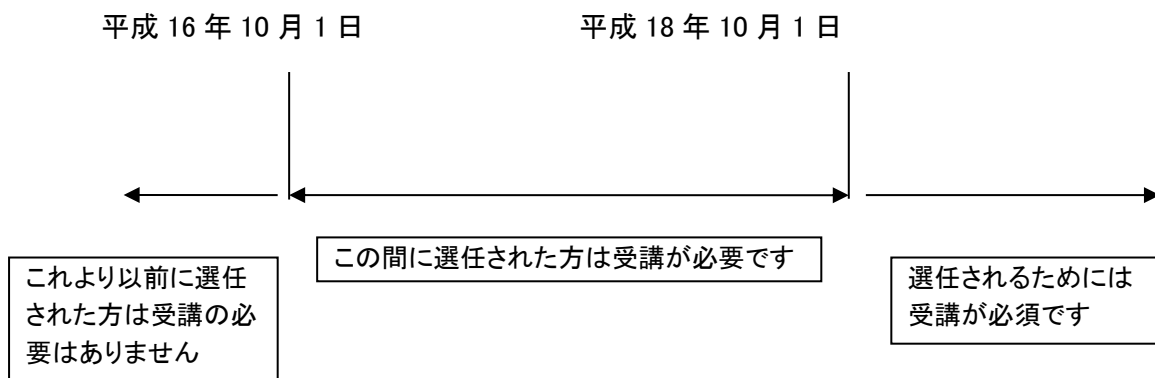 平成 16 年 10 月 1 日
平成 18 年 10 月 1 日
この間に選任された方は受講が必要です
これより以前に選任
された方は受講の必
要はありません
選任されるためには
受講が必須です